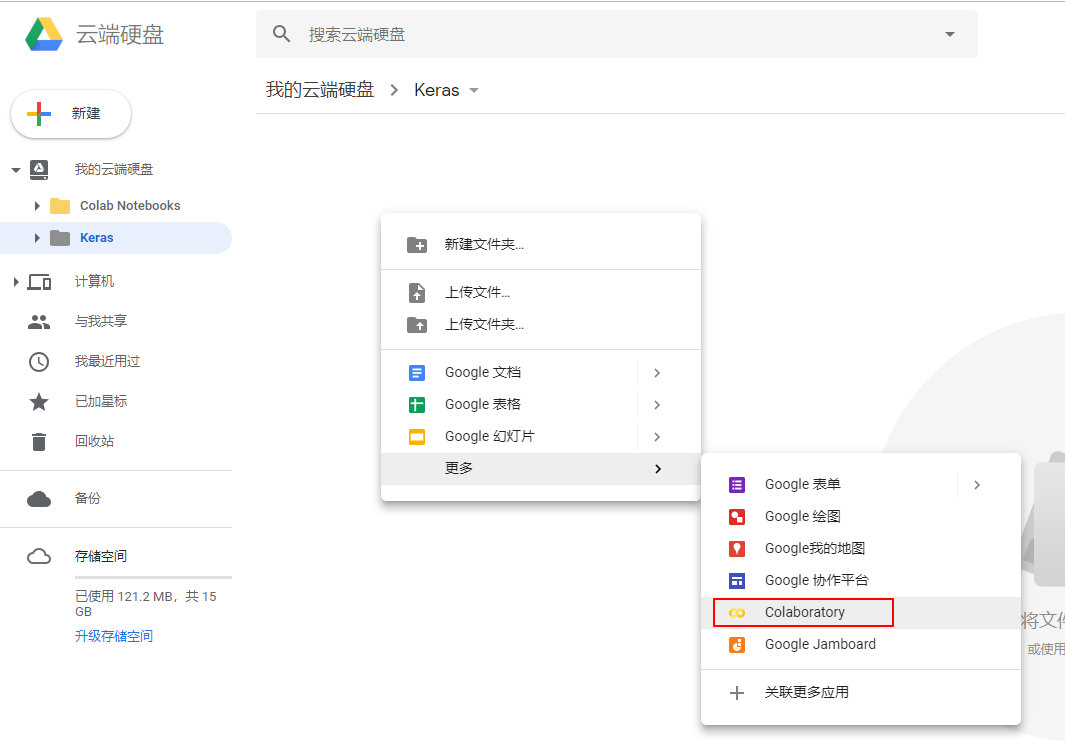 云端硬盘
搜索云端硬盘
我的云端硬盘 Keras
新建
我的云端硬盘
Colab Notebooks
Keras
计算机
与我共享
我最近用过
已加星标
回收站
备份
存储空间
已使用 121.2 MB，共 15
GB
升级存储空间
新建文件夹...
上传文件...
上传文件夹...
Google 文档
Google 表格
Google 幻灯片
更多
Google 表单
Google 绘图
Google我的地图
Google 协作平台
Colaboratory
Google Jamboard
关联更多应用
将文件
或使用